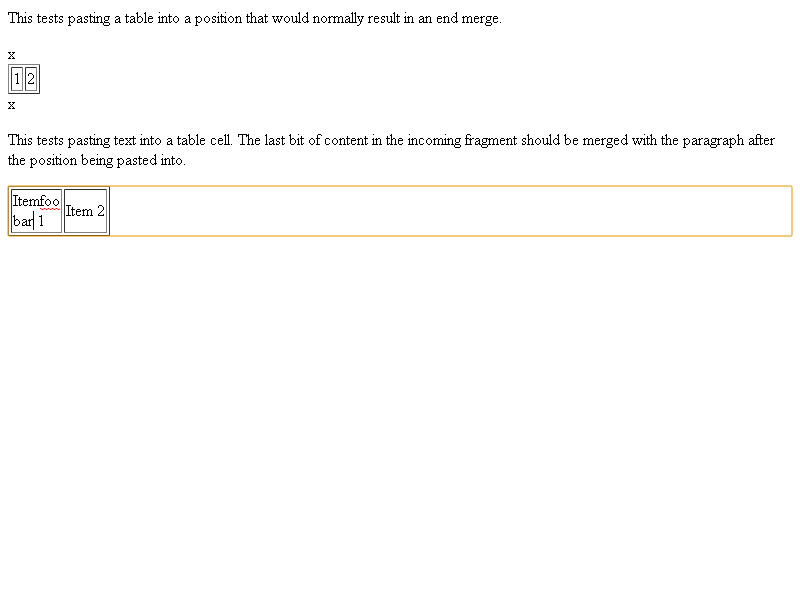 This tests pasting a table into a position that would normally result in an end merge.
x
1 2
x
This tests pasting text into a table cell. The last bit of content in the incoming fragment should be merged with the paragraph after
the position being pasted into.
Itemfoo
bar 1
Item 2